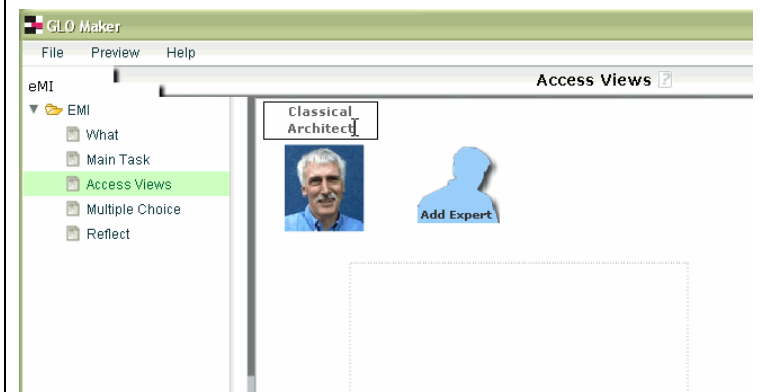 GLO Maker
File Preview Help
eMI
Access Views ?
EMI
What
Main Task
Access Views
Multiple Choice
Reflect
Classical
Architect
Add Expert